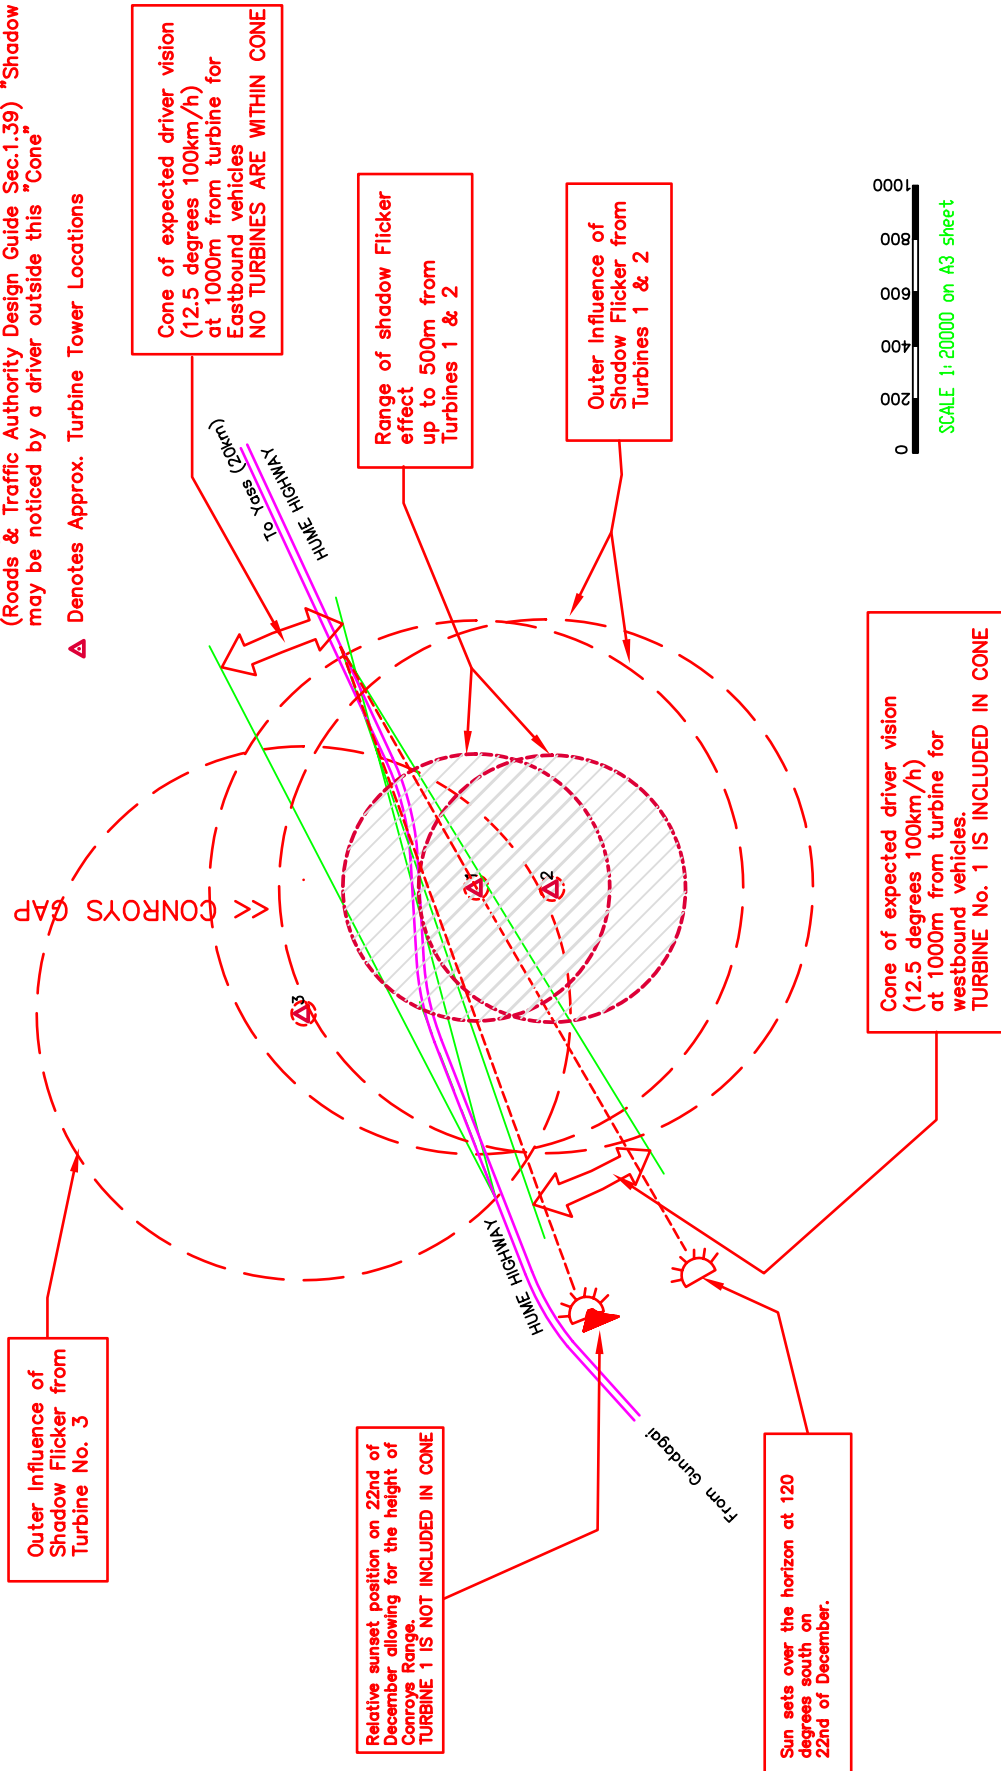 (Roads & Traffic Authority Design Guide Sec.1.39) "Shadow
may be noticed by a driver outside this "Cone"
Denotes Approx. Turbine Tower Locations
Cone of expected driver vision
(12.5 degrees 100km/h)
at 1000m from turbine for
Eastbound vehicles
NO TURBINES ARE WITHIN CONE
Range of shadow Flicker
effect
up to 500m from
Turbines 1 & 2
Outer Influence of
Shadow Flicker from
Turbines 1 & 2
0 200 400 600 800 1000
SCALE 1:20000 on A3 sheet
To Yass (20km)
HUME HIGHWAY
<< CONROYS GAP
1
2
3
Cone of expected driver vision
(12.5 degrees 100km/h)
at 1000m from turbine for
westbound vehicles.
TURBINE No. 1 IS INCLUDED IN CONE
HUME HIGHWAY
From Gundagai
Outer Influence of
Shadow Flicker from
Turbine No. 3
Relative sunset position on 22nd of
December allowing for the height of
Conroys Range.
TURBINE 1 IS NOT INCLUDED IN CONE
Sun sets over the horizon at 120
degrees south on
22nd of December.